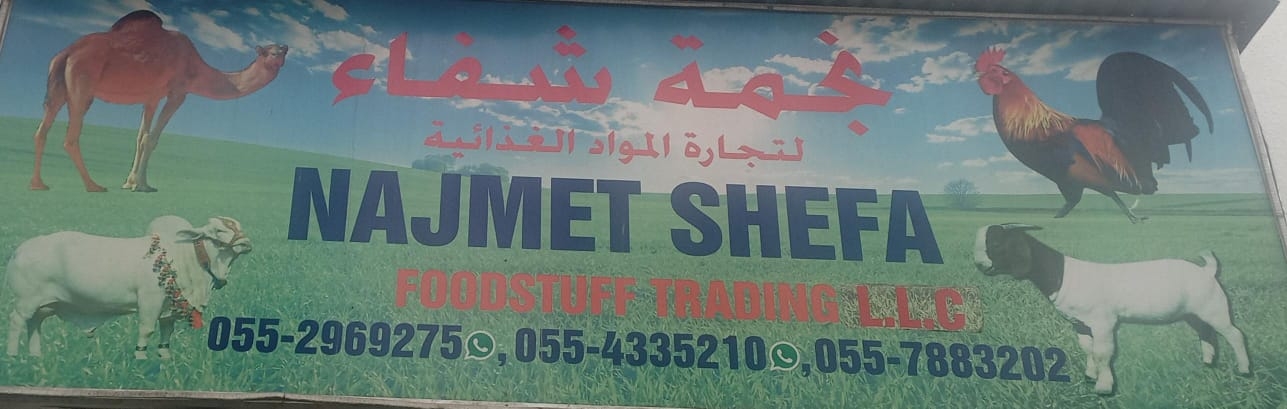 نجمة شفاء
لتجارة المواد الغذائية
NAJMET SHEFA
FOODSTUFF TRADING L.L.C
055-2969275, 055-4335210, 055-7883202